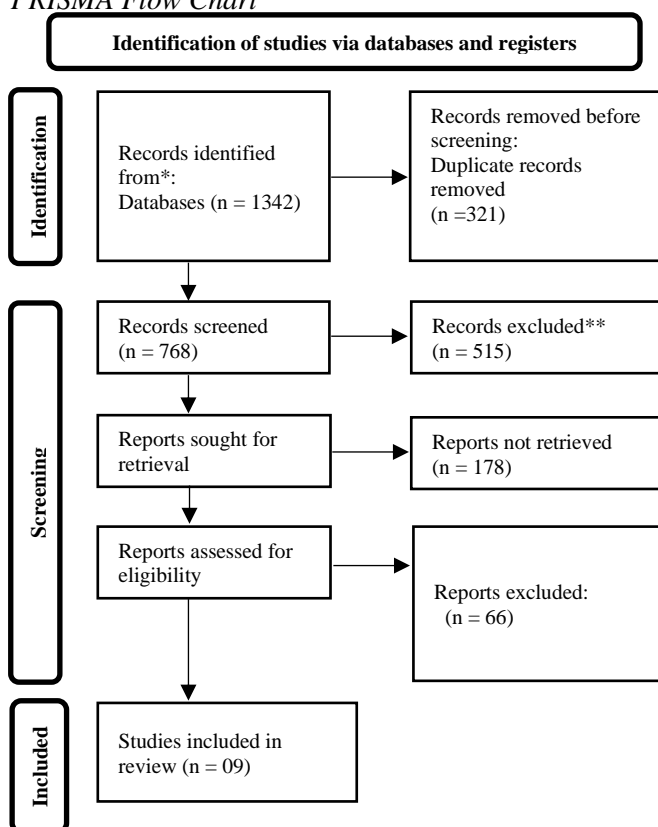 PRISMA Flow Chart
Identification of studies via databases and registers
Identification
Records identified
from*:
Databases (n = 1342)
Records removed before
screening:
Duplicate records
removed
(n =321)
Screening
Records screened
(n = 768)
Records excluded**
(n = 515)
Reports sought for
retrieval
Reports not retrieved
(n = 178)
Reports assessed for
eligibility
Reports excluded:
(n = 66)
Included
Studies included in
review (n = 09)